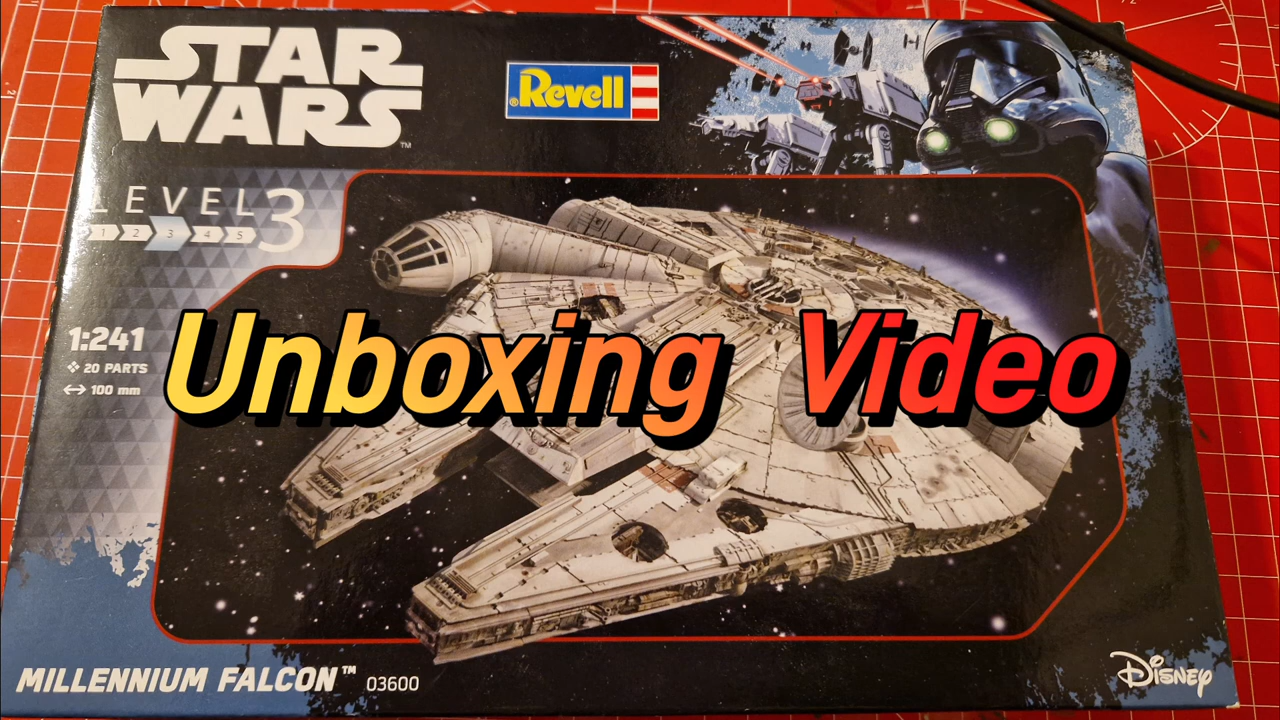 STAR
WARS™
®Revell
LEVEL 3
1 2 3 4 5
1:241
20 PARTS
100 mm
Unboxing Video
MILLENNIUM FALCON™ 03600
Disney